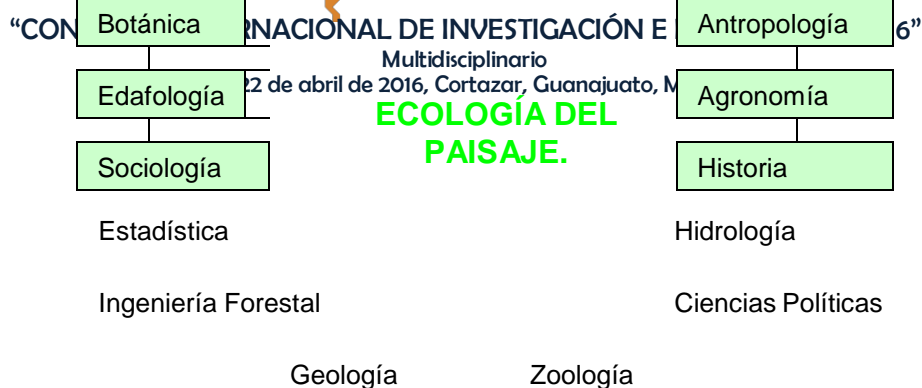 “CON
RNACIONAL DE INVESTIGACIÓN E
6”
Botánica
Antropología
Multidisciplinario
22 de abril de 2016, Cortazar, Guanajuato, M
Edafología
Agronomía
ECOLOGÍA DEL
PAISAJE.
Sociología
Historia
Estadística
Hidrología
Ingeniería Forestal
Ciencias Políticas
Geología
Zoología